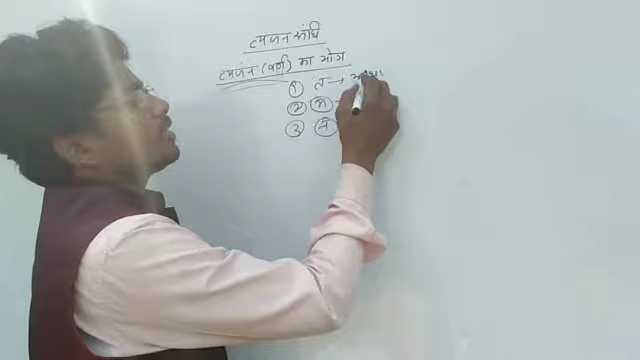 व्यंजन संधि
व्यंजन (वर्ण) का योग
① त →
② म
③ न